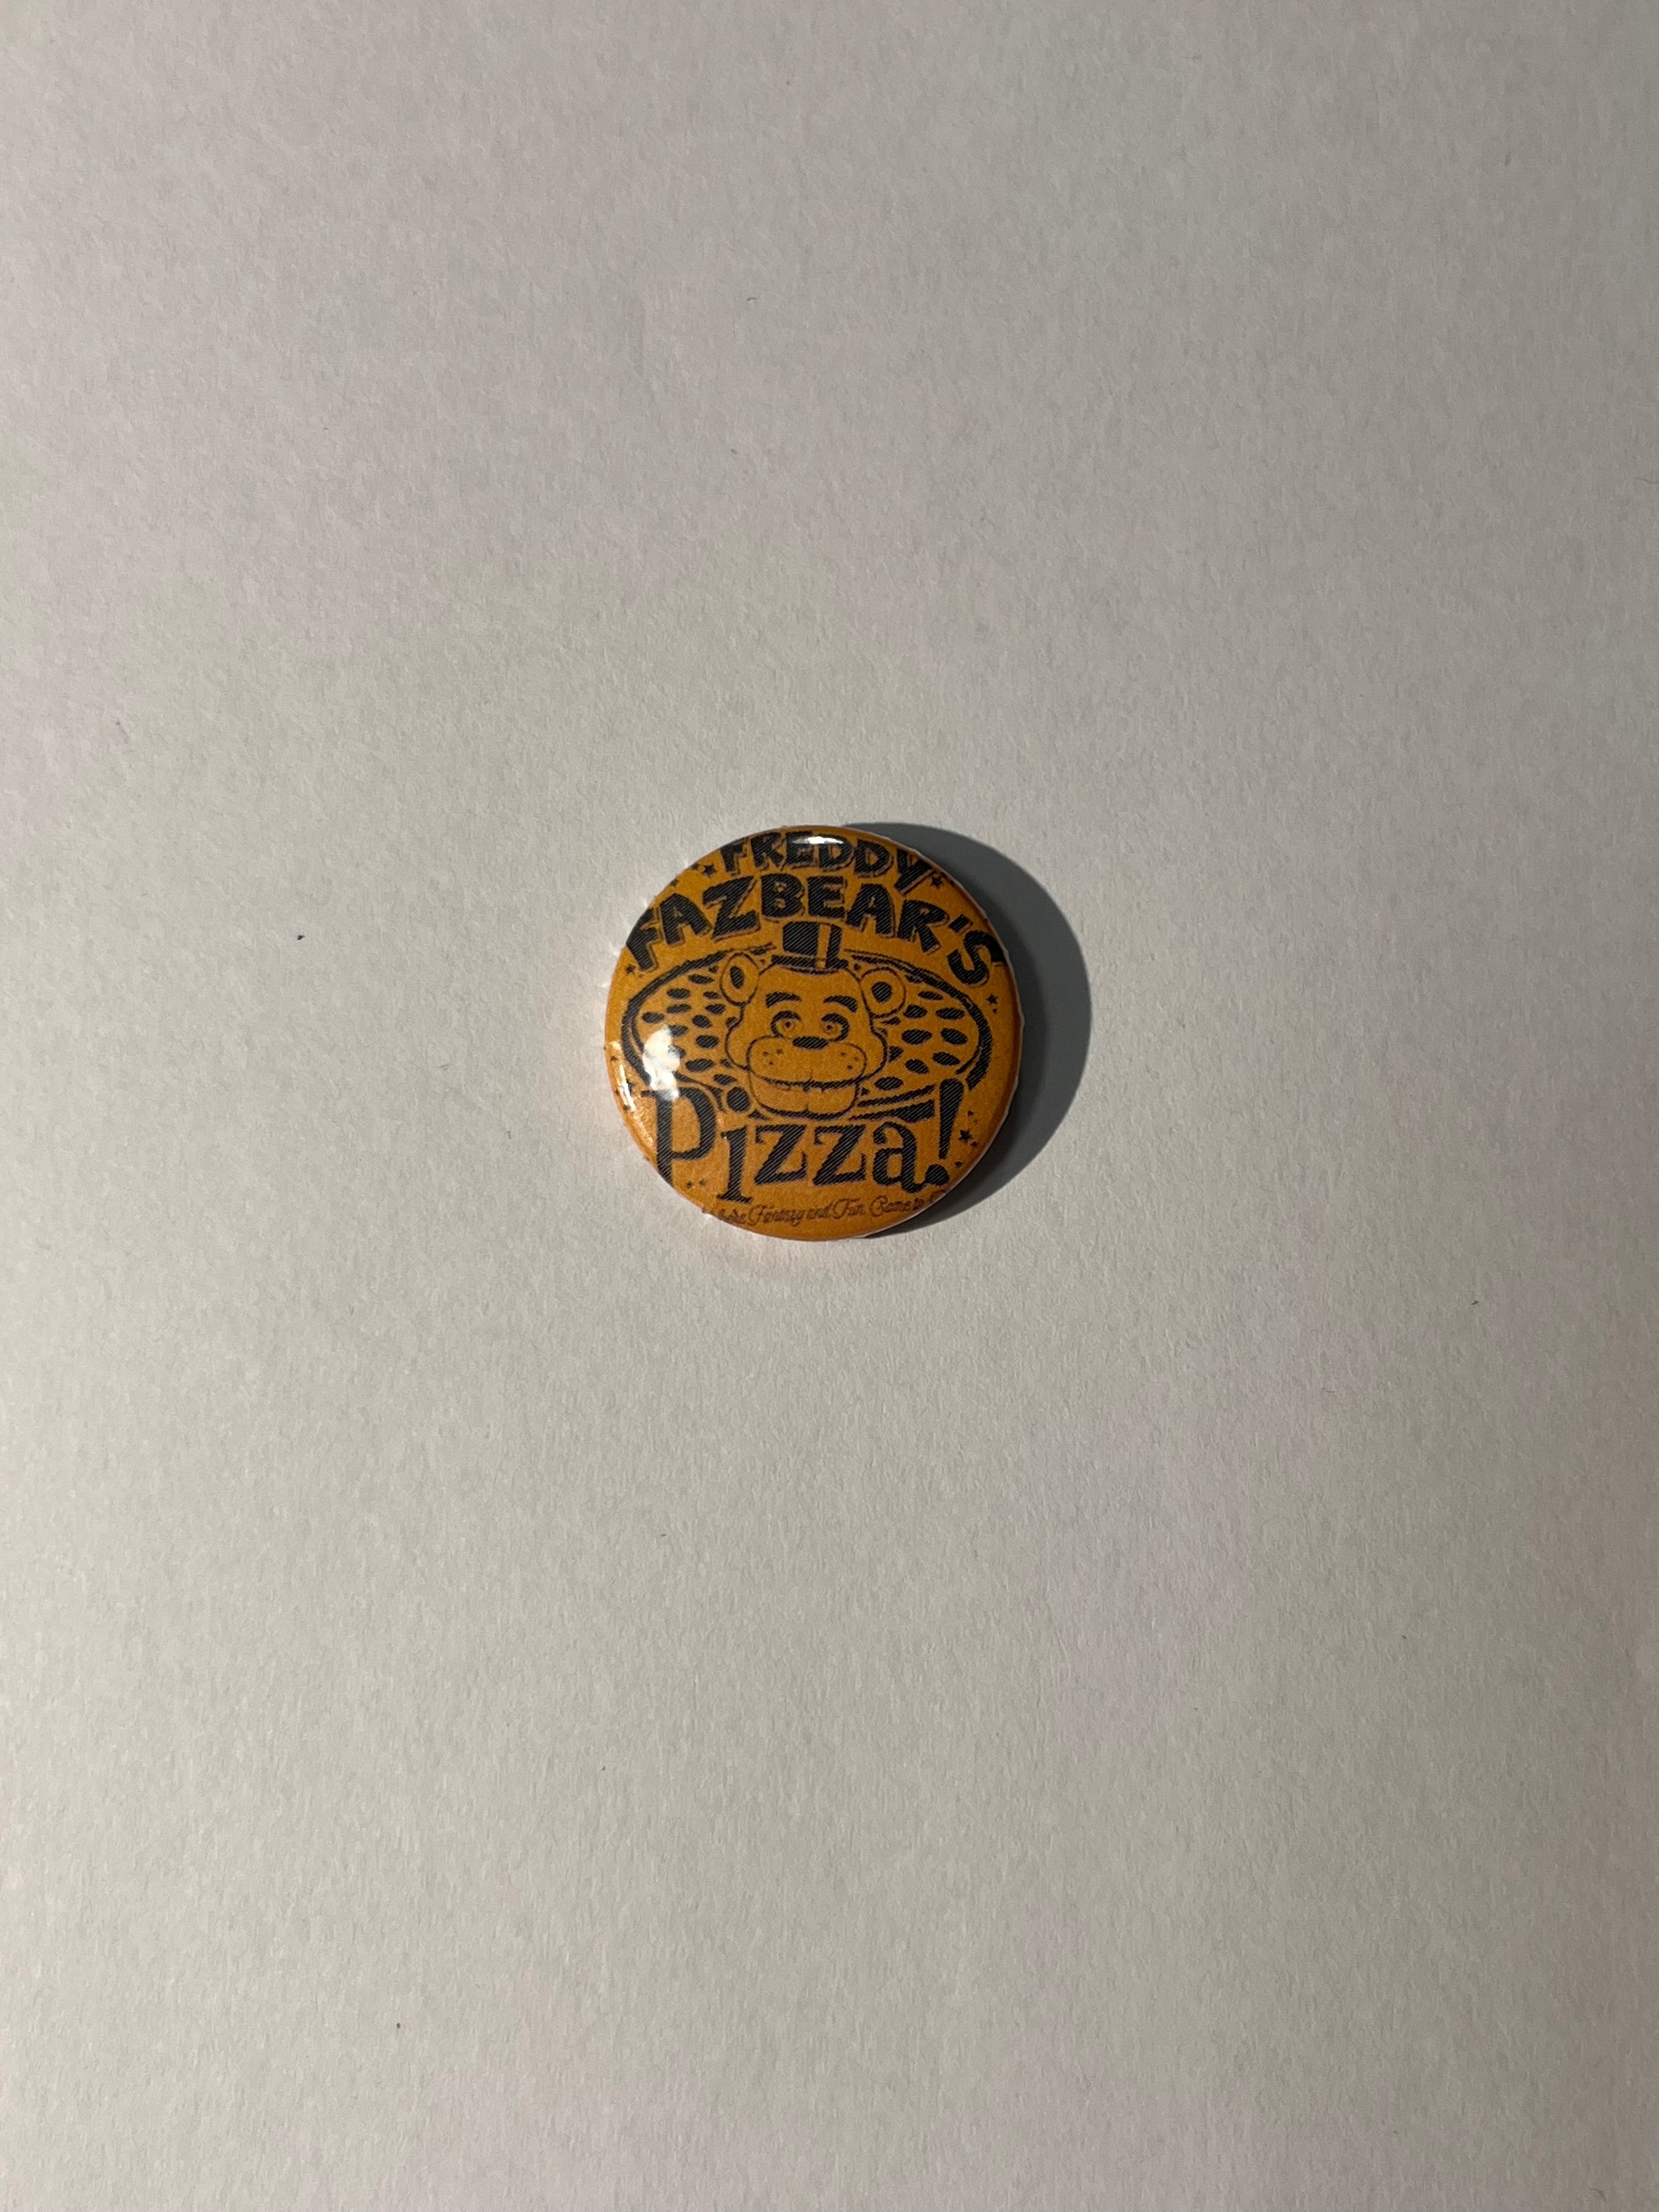 FREDDY
FAZBEAR'S
Pizza!
Fantasy and Fun Come to